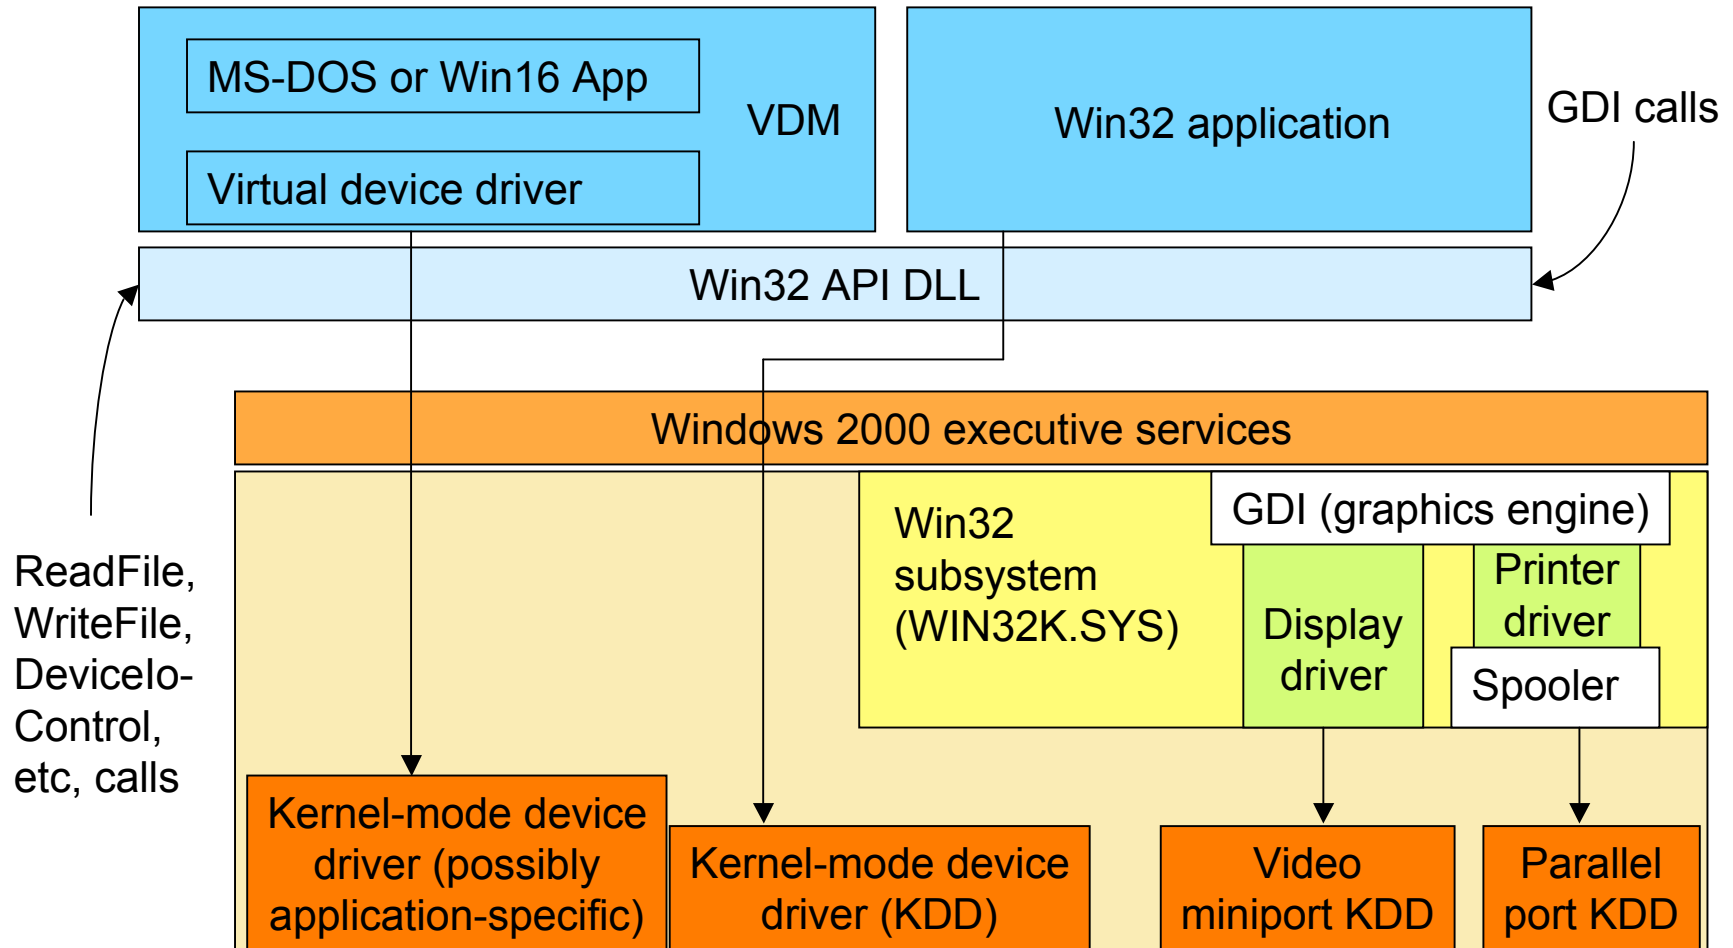 MS-DOS or Win16 App
VDM
Virtual device driver
Win32 application
GDI calls
Win32 API DLL
ReadFile,
WriteFile,
DeviceIo-
Control,
etc, calls
Windows 2000 executive services
Win32
subsystem
(WIN32K.SYS)
GDI (graphics engine)
Display
driver
Printer
driver
Spooler
Kernel-mode device
driver (possibly
application-specific)
Kernel-mode device
driver (KDD)
Video
miniport KDD
Parallel
port KDD